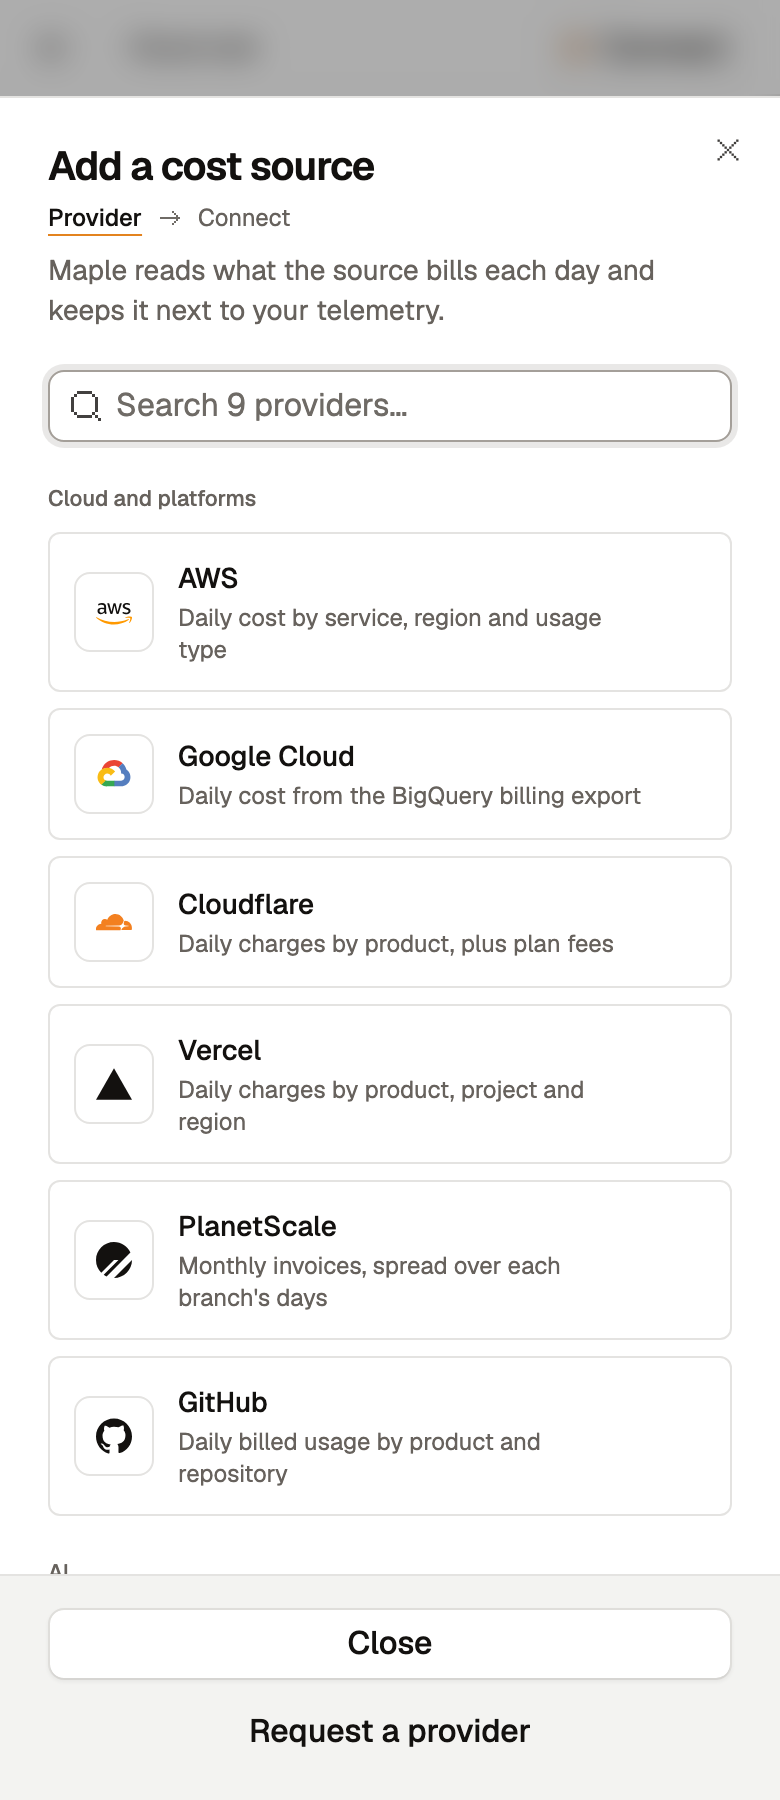 Add a cost source
Provider → Connect
Maple reads what the source bills each day and
keeps it next to your telemetry.
Search 9 providers...
Cloud and platforms
aws
AWS
Daily cost by service, region and usage
type
Google Cloud
Daily cost from the BigQuery billing export
Cloudflare
Daily charges by product, plus plan fees
Vercel
Daily charges by product, project and
region
PlanetScale
Monthly invoices, spread over each
branch's days
GitHub
Daily billed usage by product and
repository
AI
Close
Request a provider